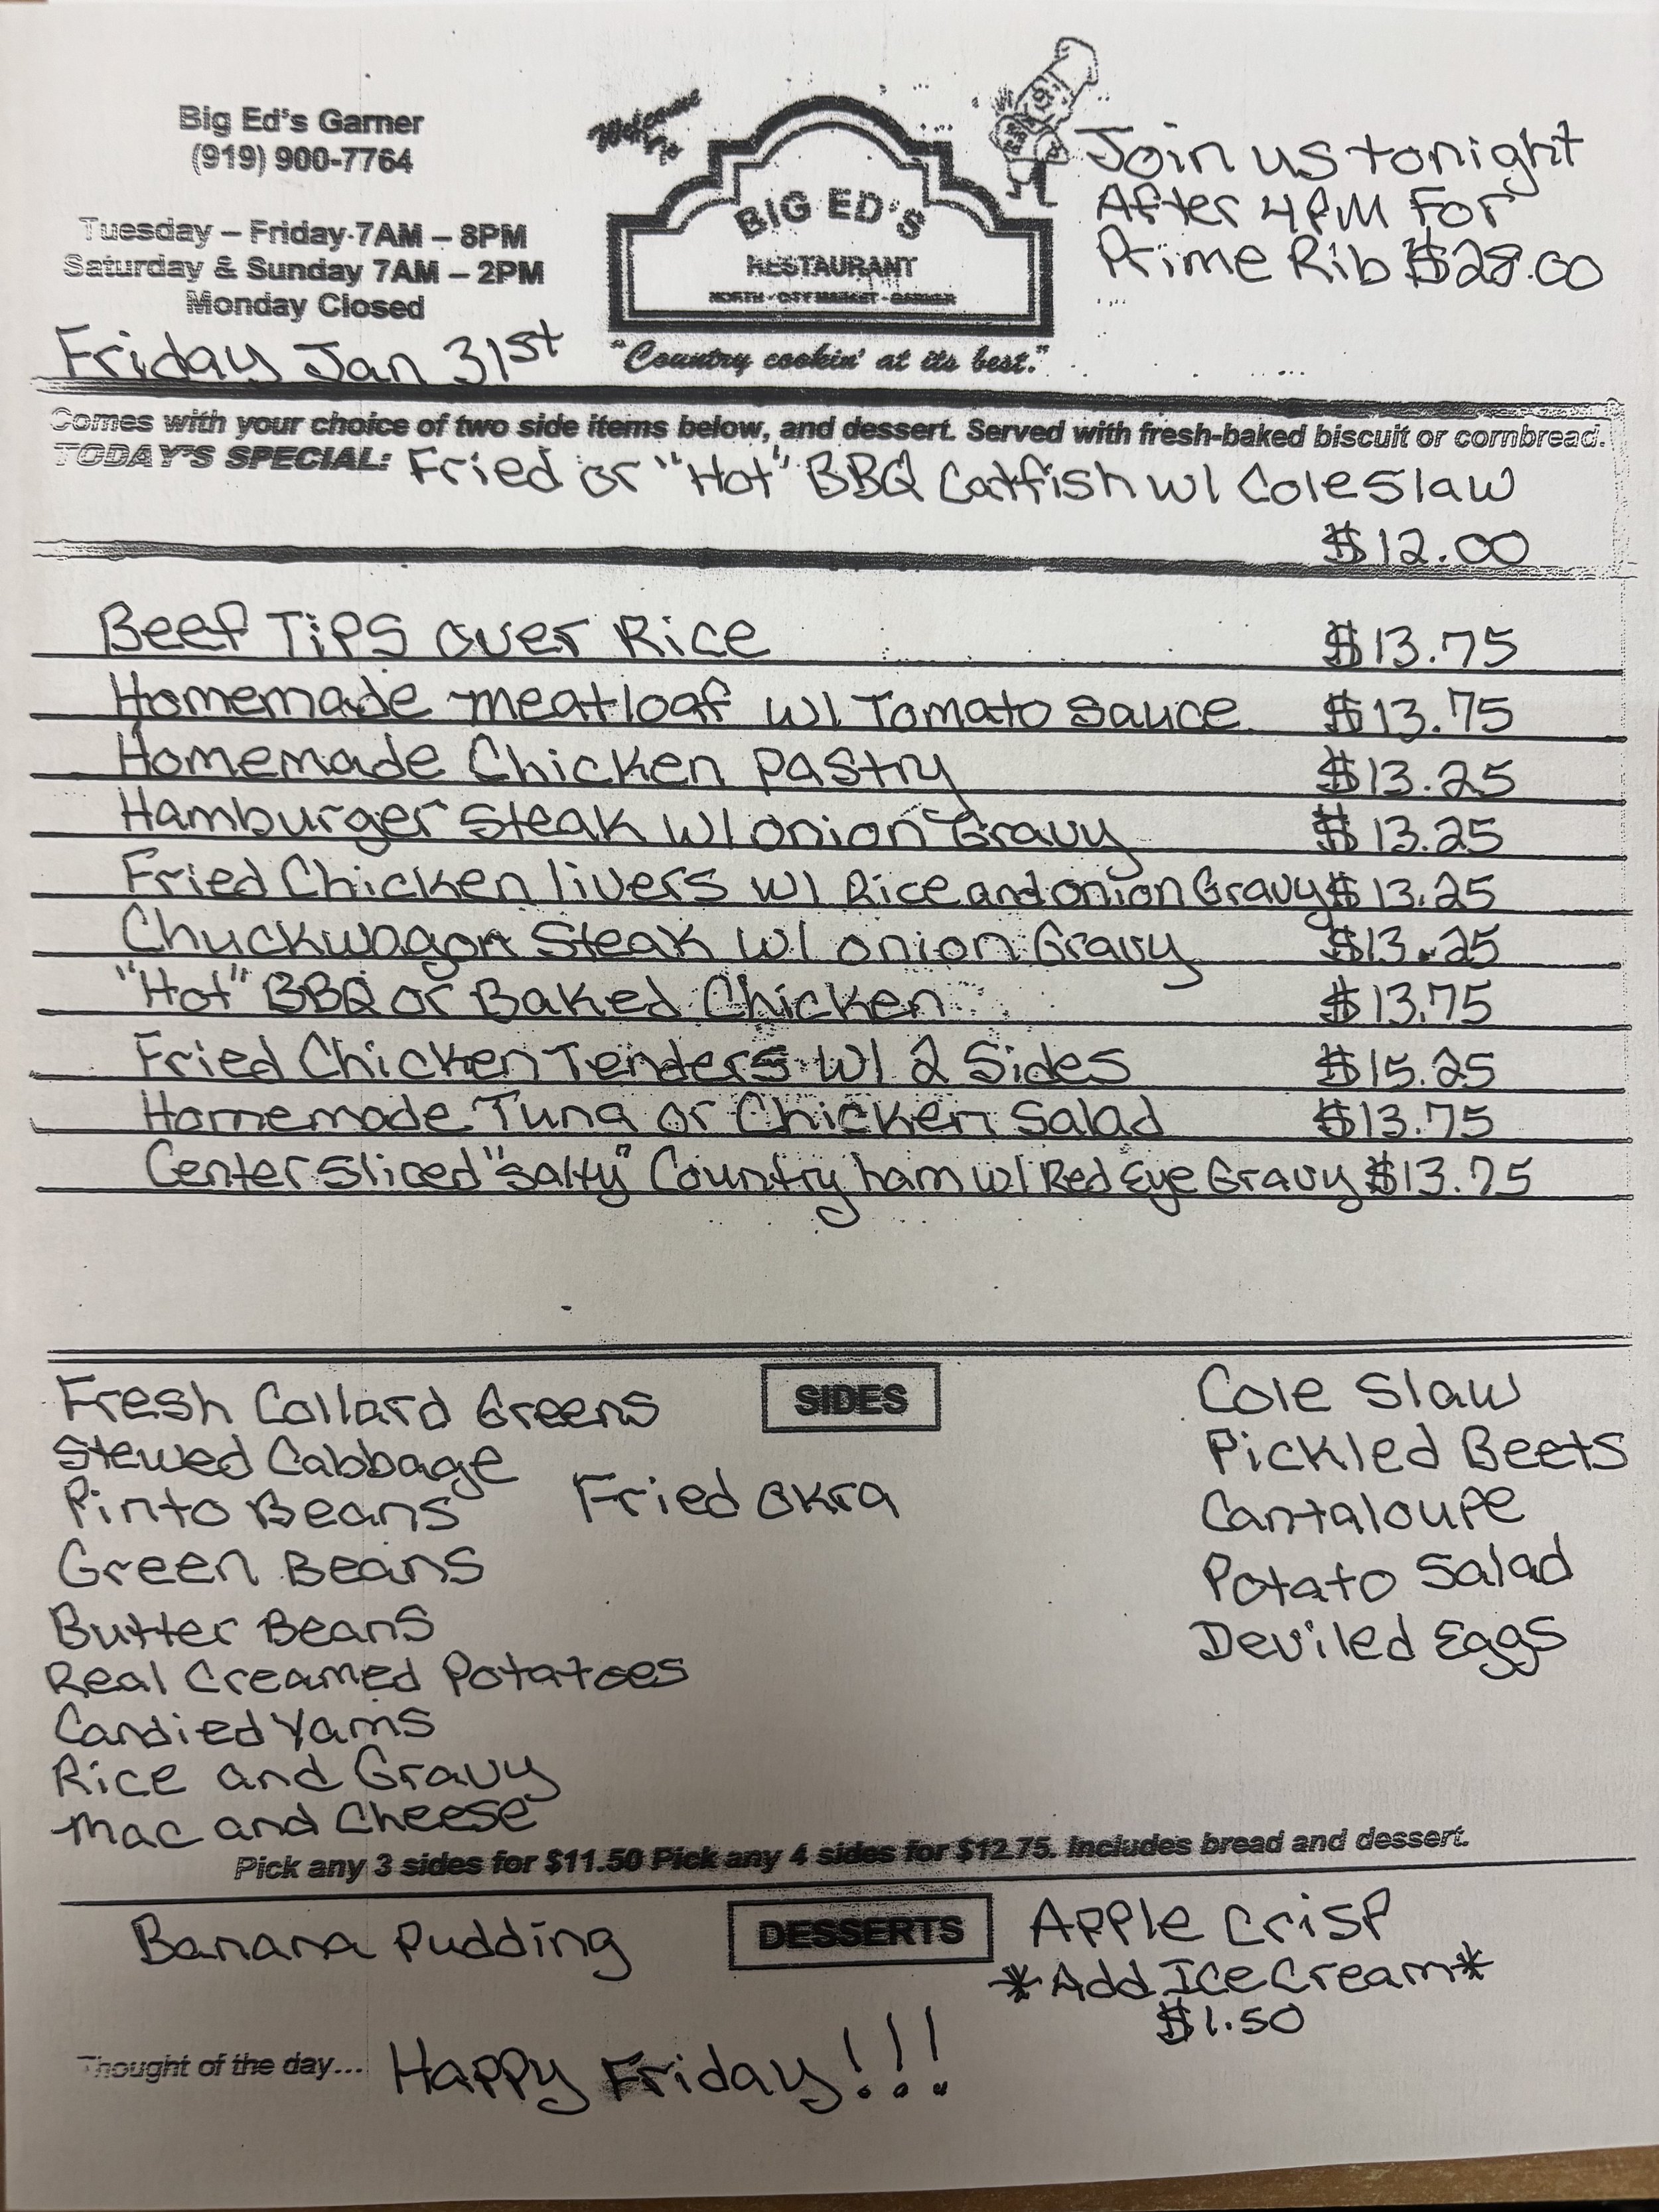 Big Ed's Garner
(919) 900-7764
Tuesday – Friday 7AM – 8PM
Saturday & Sunday 7AM – 2PM
Monday Closed
Friday Jan 31st
Welcome
To
BIG ED'S
RESTAURANT
NORTH - CITY MARKET - GARNER
"Country cookin' at its best."
Join us tonight
After 4PM For
Prime Rib $28.00
Comes with your choice of two side items below, and dessert. Served with fresh-baked biscuit or cornbread.
TODAY'S SPECIAL: Fried or "Hot" BBQ Catfish w/ Cole Slaw
$12.00
Beef Tips over Rice $13.75
Homemade meatloaf w/ Tomato Sauce $13.75
Homemade Chicken Pastry $13.25
Hamburger Steak w/ onion Gravy $13.25
Fried Chicken livers w/ Rice and onion Gravy $13.25
Chuckwagon Steak w/ onion Gravy $13.25
"Hot" BBQ or Baked Chicken $13.75
Fried Chicken Tenders w/ 2 Sides $15.25
Homemade Tuna or Chicken Salad $13.75
Center Sliced "salty" Country ham w/ Red Eye Gravy $13.75
SIDES
Fresh Collard Greens
Stewed Cabbage
Pinto Beans
Green Beans
Butter Beans
Real Creamed Potatoes
Candied Yams
Rice and Gravy
Mac and Cheese
Fried Okra
Cole Slaw
Pickled Beets
Cantaloupe
Potato Salad
Deviled Eggs
Pick any 3 sides for $11.50 Pick any 4 sides for $12.75. Includes bread and dessert.
DESSERTS
Banana Pudding
Apple Crisp
*Add Ice Cream*
$1.50
Thought of the day... Happy Friday!!!